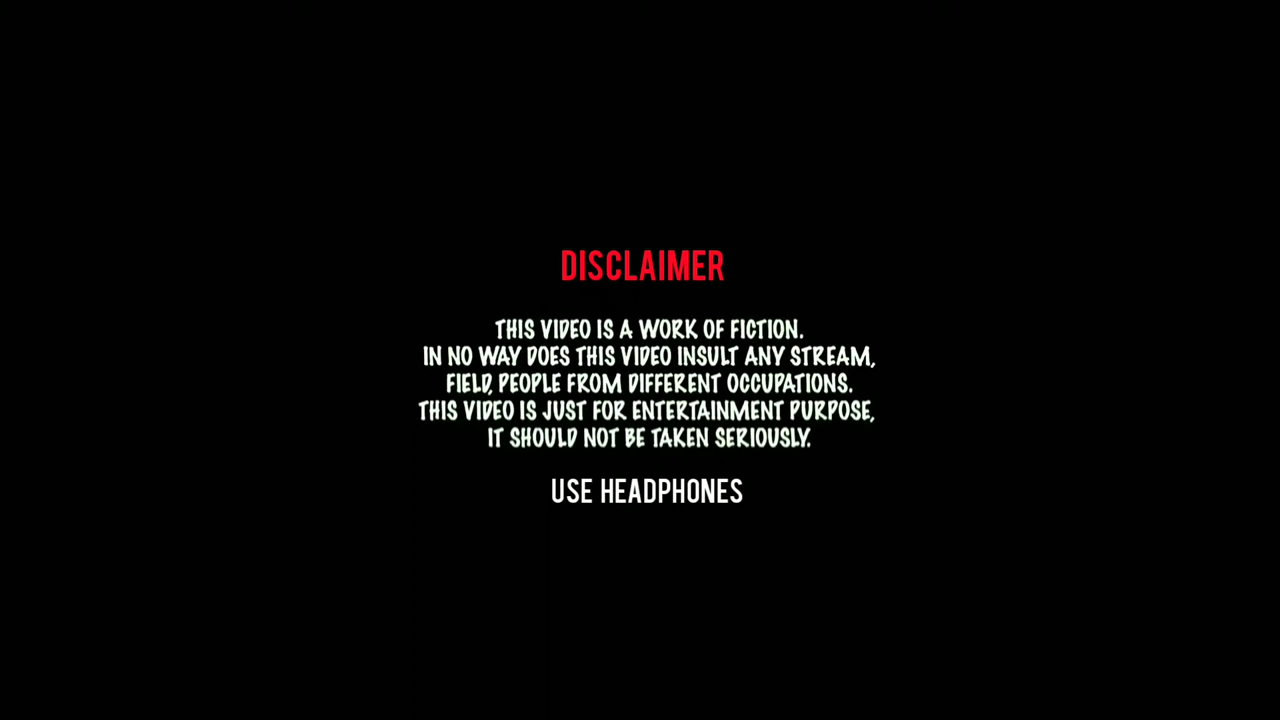 DISCLAIMER
THIS VIDEO IS A WORK OF FICTION.
IN NO WAY DOES THIS VIDEO INSULT ANY STREAM,
FIELD, PEOPLE FROM DIFFERENT OCCUPATIONS.
THIS VIDEO IS JUST FOR ENTERTAINMENT PURPOSE,
IT SHOULD NOT BE TAKEN SERIOUSLY.
USE HEADPHONES